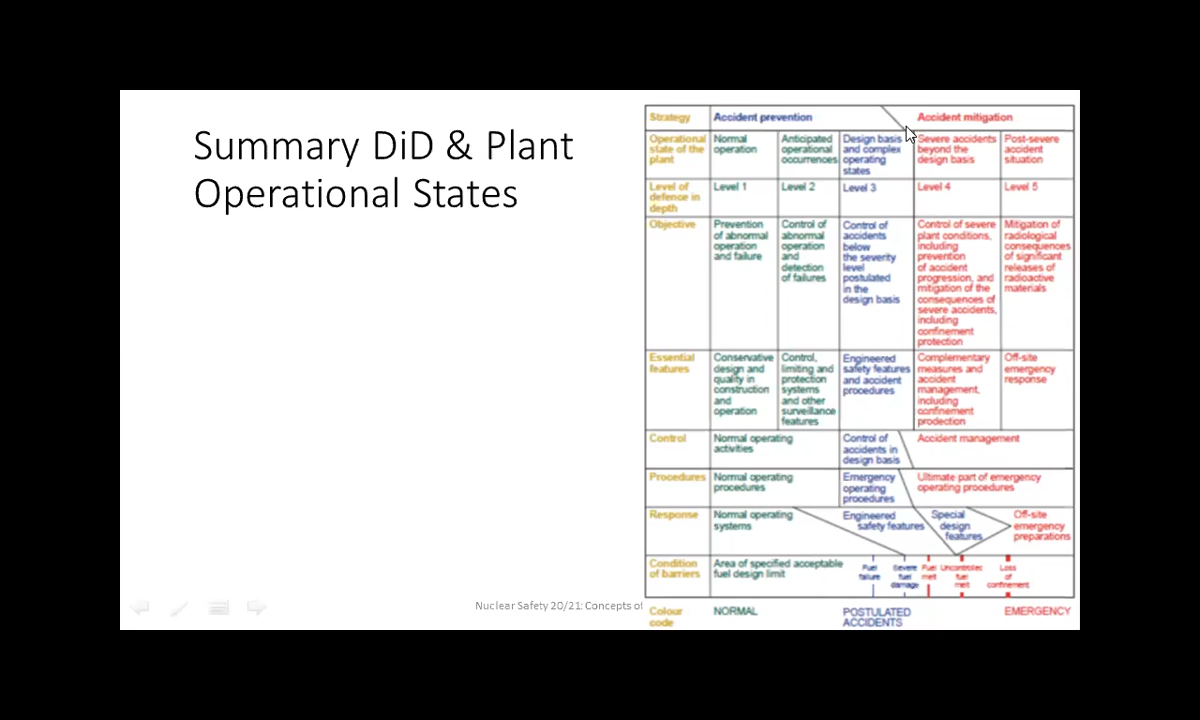 Summary DiD & Plant
Operational States
Strategy
Accident prevention
Accident mitigation
Operational
state of the
plant
Normal
operation
Anticipated
operational
occurrences
Design basis
and complex
operating
states
Severe accidents
beyond the
design basis
Post-severe
accident
situation
Level of
defence in
depth
Level 1
Level 2
Level 3
Level 4
Level 5
Objective
Prevention
of abnormal
operation
and failure
Control of
abnormal
operation
and
detection
of failures
Control of
accidents
below
the severity
level
postulated
in the
design basis
Control of severe
plant conditions,
including
prevention
of accident
progression, and
mitigation of the
consequences of
severe accidents,
including
confinement
protection
Mitigation of
radiological
consequences
of significant
releases of
radioactive
materials
Essential
features
Conservative
design and
quality in
construction
and
operation
Control,
limiting and
protection
systems
and other
surveillance
features
Engineered
safety features
and accident
procedures
Complementary
measures and
accident
management,
including
confinement
Off-site
emergency
response
Control
Normal operating
activities
Control of
accidents in
design basis
Accident management
Procedures
Normal operating
procedures
Emergency
operating
procedures
Ultimate part of emergency
operating procedures
Response
Normal operating
systems
Engineered
safety features
Special
design
features
Off-site
emergency
preparations
Condition
of barriers
Area of specified acceptable
fuel design limit
Fuel
failure
Severe
fuel
damage
Fuel
melt
fuel
melt
Loss
of
confinement
Colour
code
NORMAL
POSTULATED
ACCIDENTS
EMERGENCY
Nuclear Safety 20/21: Concepts of